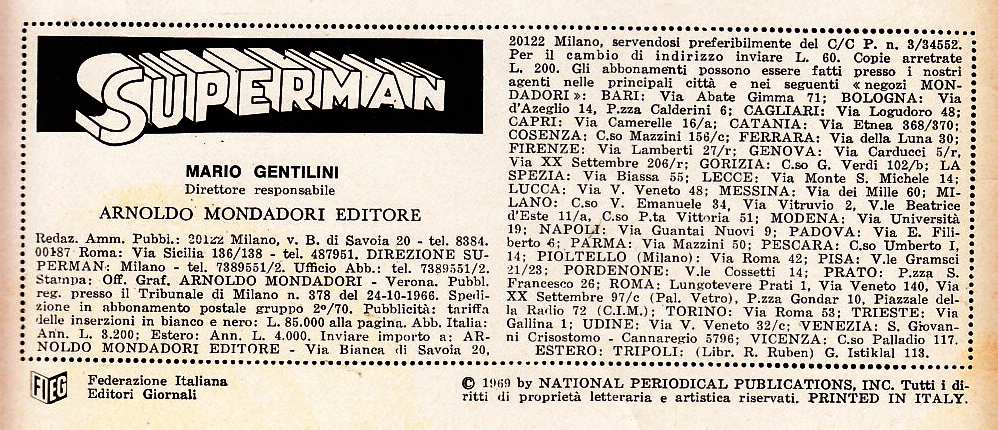 SUPERMAN
MARIO GENTILINI
Direttore responsabile
ARNOLDO MONDADORI EDITORE
Redaz. Amm. Pubbl.: 20122 Milano, v. B. di Savoia 20 - tel. 8384.
00187 Roma: Via Sicilia 136/138 - tel. 487951. DIREZIONE SU-
PERMAN: Milano - tel. 7389551/2. Ufficio Abb.: tel. 7389551/2.
Stampa: Off. Graf. ARNOLDO MONDADORI - Verona. Pubbl.
reg. presso il Tribunale di Milano n. 378 del 24-10-1966. Spedi-
zione in abbonamento postale gruppo 2º/70. Pubblicità: tariffa
delle inserzioni in bianco e nero: L. 85.000 alla pagina. Abb. Italia:
Ann. L. 3.200; Estero: Ann. L. 4.000. Inviare importo a: AR-
NOLDO MONDADORI EDITORE - Via Bianca di Savoia 20,
20122 Milano, servendosi preferibilmente del C/C P. n. 3/34552.
Per il cambio di indirizzo inviare L. 60. Copie arretrate
L. 200. Gli abbonamenti possono essere fatti presso i nostri
agenti nelle principali città e nei seguenti « negozi MON-
DADORI »: BARI: Via Abate Gimma 71; BOLOGNA: Via
d'Azeglio 14, P.zza Calderini 6; CAGLIARI: Via Logudoro 48;
CAPRI: Via Camerelle 16/a; CATANIA: Via Etnea 368/370;
COSENZA: C.so Mazzini 156/c; FERRARA: Via della Luna 30;
FIRENZE: Via Lamberti 27/r; GENOVA: Via Carducci 5/r,
Via XX Settembre 206/r; GORIZIA: C.so G. Verdi 102/b; LA
SPEZIA: Via Biassa 55; LECCE: Via Monte S. Michele 14;
LUCCA: Via V. Veneto 48; MESSINA: Via dei Mille 60; MI-
LANO: C.so V. Emanuele 34, Via Vitruvio 2, V.le Beatrice
d'Este 11/a, C.so P.ta Vittoria 51; MODENA: Via Università
19; NAPOLI: Via Guantai Nuovi 9; PADOVA: Via E. Fili-
berto 6; PARMA: Via Mazzini 50; PESCARA: C.so Umberto I,
14; PIOLTELLO (Milano): Via Roma 42; PISA: V.le Gramsci
21/23; PORDENONE: V.le Cossetti 14; PRATO: P.zza S.
Francesco 26; ROMA: Lungotevere Prati 1, Via Veneto 140, Via
XX Settembre 97/c (Pal. Vetro), P.zza Gondar 10, Piazzale del-
la Radio 72 (C.I.M.); TORINO: Via Roma 53; TRIESTE: Via
Gallina 1; UDINE: Via V. Veneto 32/c; VENEZIA: S. Giovan-
ni Crisostomo - Cannaregio 5796; VICENZA: C.so Palladio 117.
ESTERO: TRIPOLI: (Libr. R. Ruben) G. Istiklal 113.
FIEG
Federazione Italiana
Editori Giornali
© 1969 by NATIONAL PERIODICAL PUBLICATIONS, INC. Tutti i di-
ritti di proprietà letteraria e artistica riservati. PRINTED IN ITALY.